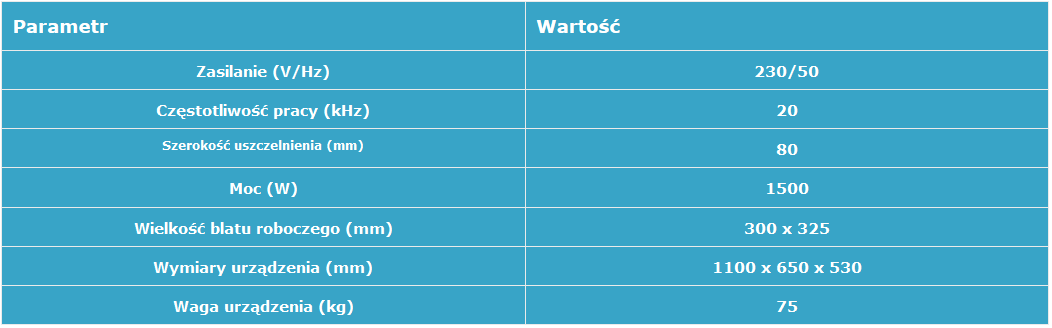 Parametr Wartość
Zasilanie (V/Hz) 230/50
Częstotliwość pracy (kHz) 20
Szerokość uszczelnienia (mm) 80
Moc (W) 1500
Wielkość blatu roboczego (mm) 300 x 325
Wymiary urządzenia (mm) 1100 x 650 x 530
Waga urządzenia (kg) 75